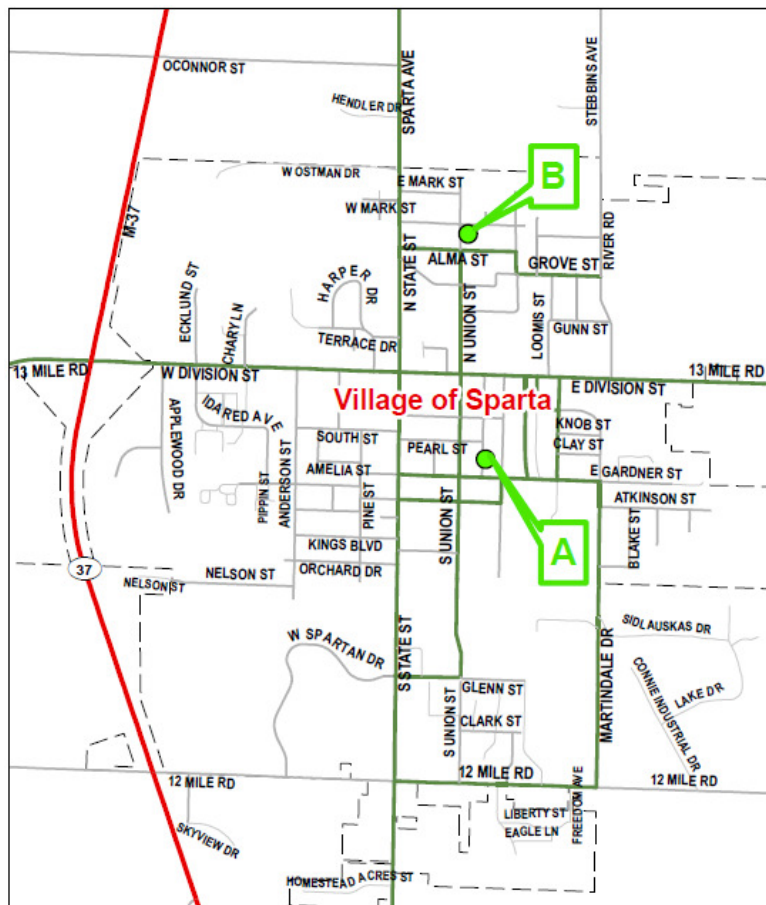 OCONNOR ST
HENDLER DR
SPARTA AVE
STEBBINS AVE
W OSTMAN DR
E MARK ST
B
W MARK ST
M-37
RIVER RD
ALMA ST
GROVE ST
N STATE ST
HARPER DR
ECKLUND ST
CHARY LN
N UNION ST
LOOMIS ST
GUNN ST
TERRACE DR
13 MILE RD
W DIVISION ST
13 MILE RD
E DIVISION ST
Village of Sparta
IDARED AVE
APPLEWOOD DR
KNOB ST
SOUTH ST
PEARL ST
CLAY ST
AMELIA ST
E GARDNER ST
ANDERSON ST
PIPPIN ST
PINE ST
ATKINSON ST
S UNION ST
BLAKE ST
KINGS BLVD
A
ORCHARD DR
37
NELSON ST
NELSON ST
W SPARTAN DR
SIDLAUSKAS DR
S STATE ST
MARTINDALE DR
CONNIE INDUSTRIAL DR
LAKE DR
GLENN ST
S UNION ST
CLARK ST
12 MILE RD
12 MILE RD
12 MILE RD
FREEDOM AVE
LIBERTY ST
EAGLE LN
SKYVIEW DR
HOMESTEAD ACRES ST